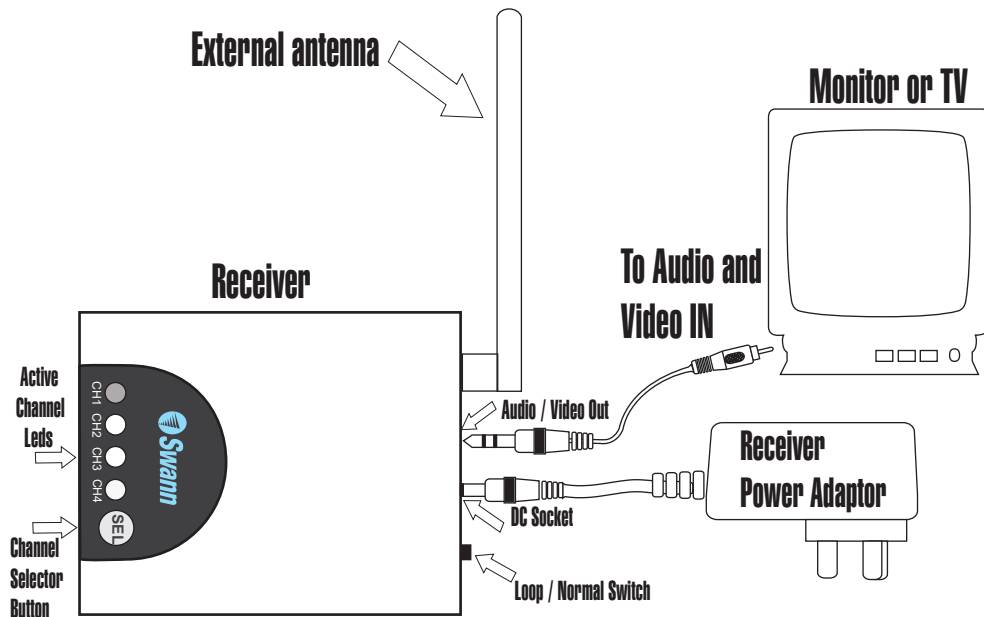 External antenna
Monitor or TV
To Audio and
Video IN
Receiver
Active
Channel
Leds
CH1
CH2
CH3
CH4
SEL
Swann
Audio / Video Out
Receiver
Power Adaptor
DC Socket
Channel
Selector
Button
Loop / Normal Switch